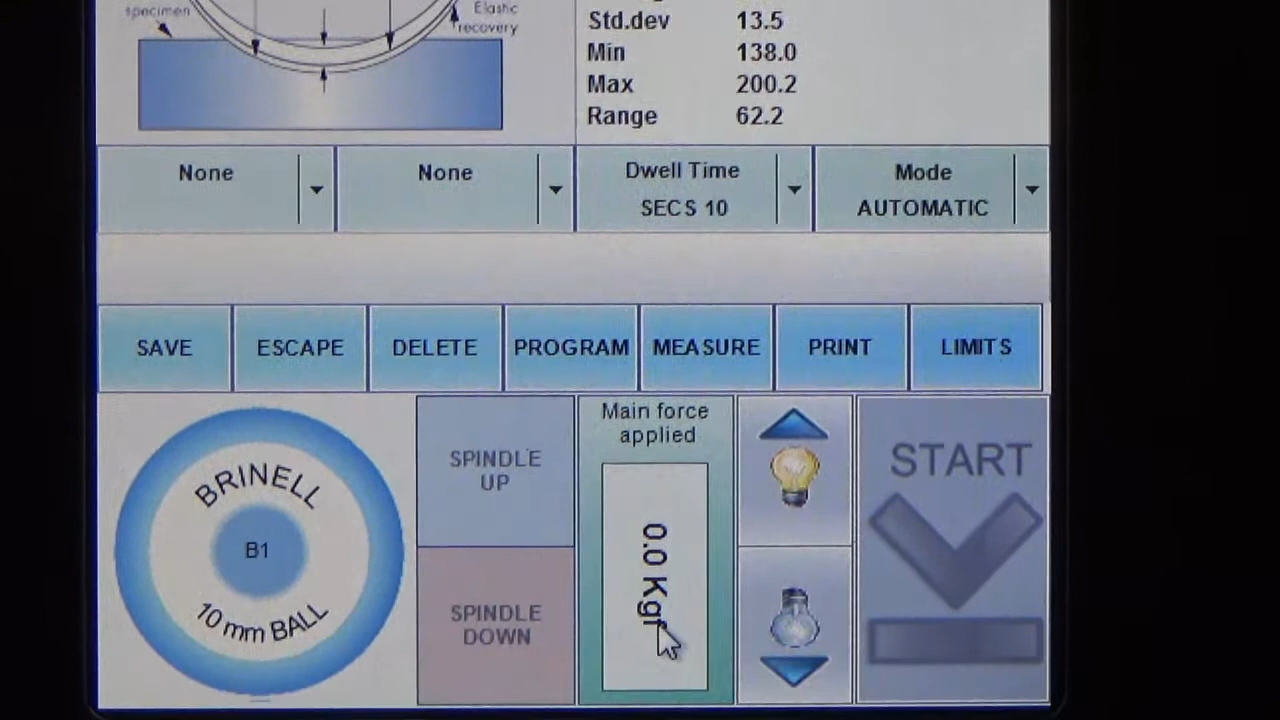 specimen
Elastic
recovery
Std.dev 13.5
Min 138.0
Max 200.2
Range 62.2
None
None
Dwell Time
SECS 10
Mode
AUTOMATIC
SAVE
ESCAPE
DELETE
PROGRAM
MEASURE
PRINT
LIMITS
BRINELL
B1
10 mm BALL
SPINDLE
UP
SPINDLE
DOWN
Main force
applied
0.0 Kgf
START